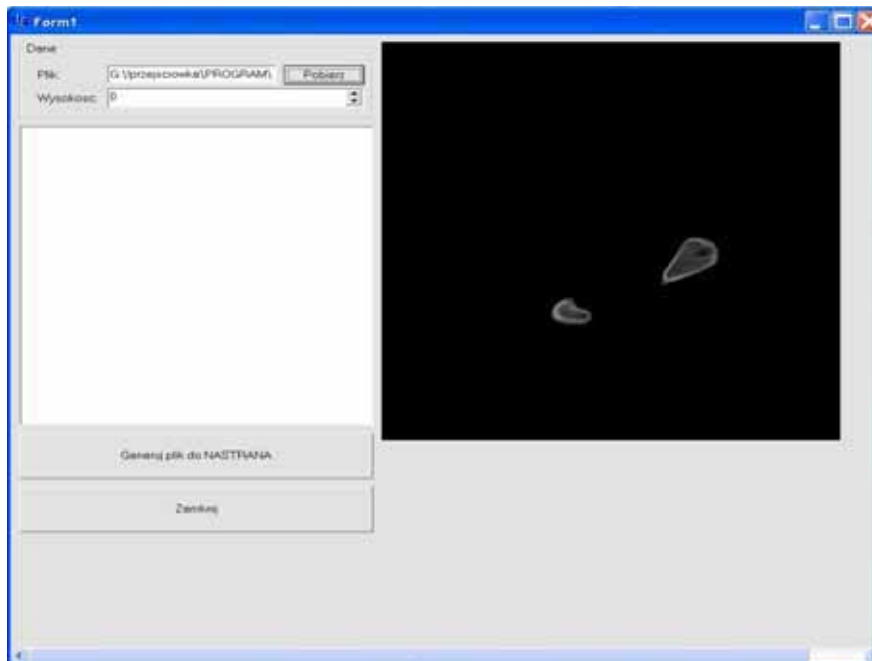 Form1
Dane
Plik: G:\przejsciowka\PROGRAM\ Pobierz
Wysokosc: 0
Generuj plik do NASTRANA
Zamknij